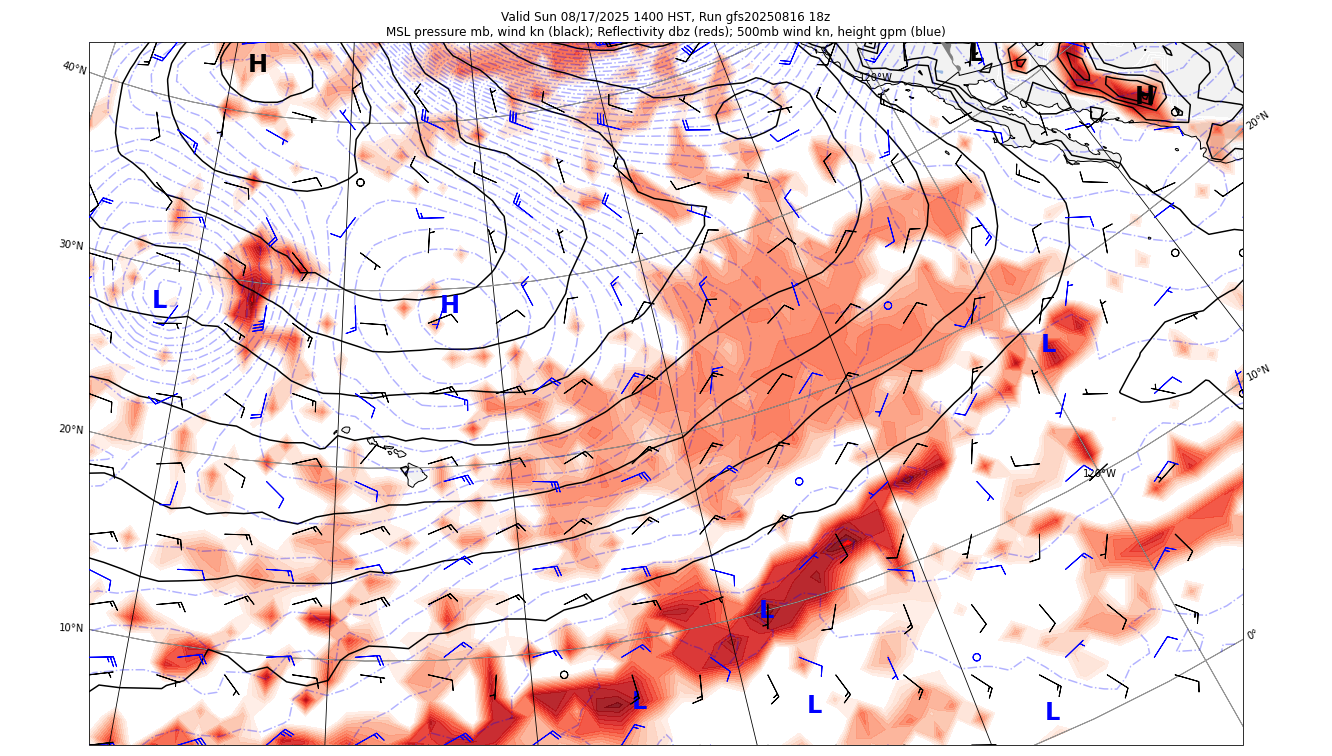 Valid Sun 08/17/2025 1400 HST, Run gfs20250816 18z
MSL pressure mb, wind kn (black); Reflectivity dbz (reds); 500mb wind kn, height gpm (blue)
40°N
H
L
120°W
H
20°N
30°N
L
H
L
10°N
20°N
120°W
10°N
L
0°
L
L
L